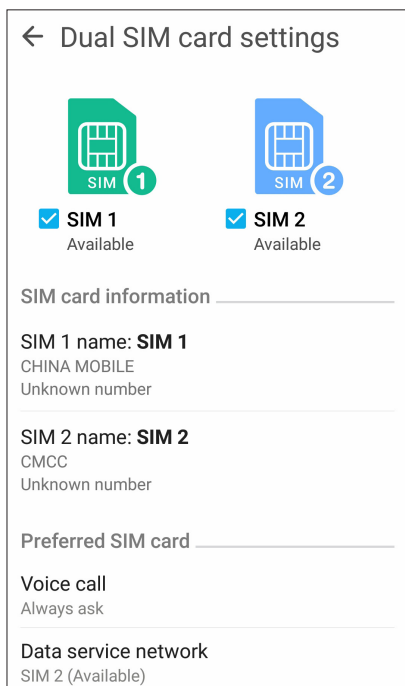 Dual SIM card settings
SIM 1 SIM 2
SIM 1 SIM 2
Available Available
SIM card information
SIM 1 name: SIM 1
CHINA MOBILE
Unknown number
SIM 2 name: SIM 2
CMCC
Unknown number
Preferred SIM card
Voice call
Always ask
Data service network
SIM 2 (Available)